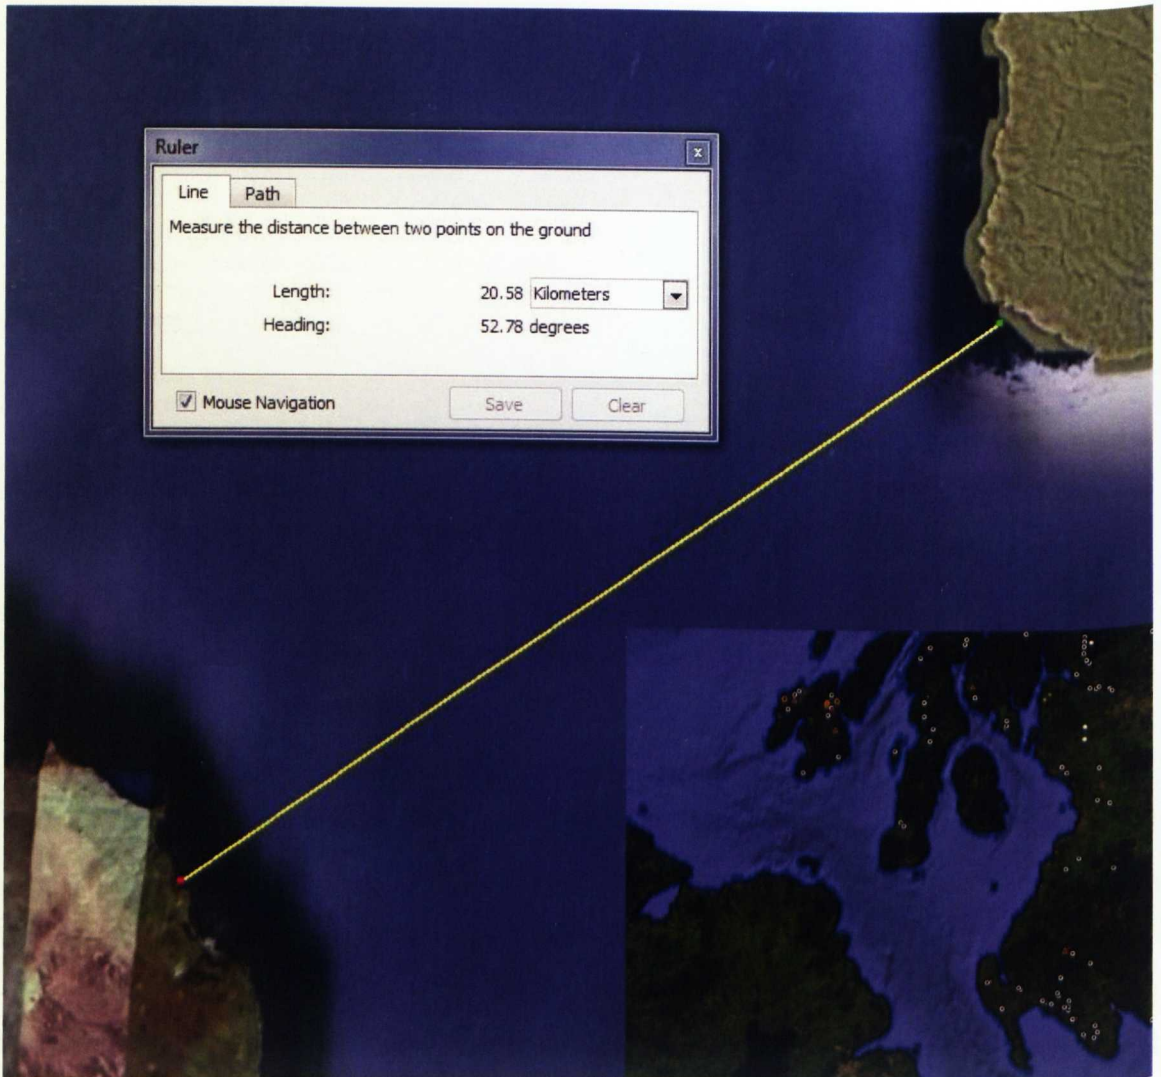 Ruler
Line Path
Measure the distance between two points on the ground
Length: 20.58 Kilometers
Heading: 52.78 degrees
Mouse Navigation Save Clear